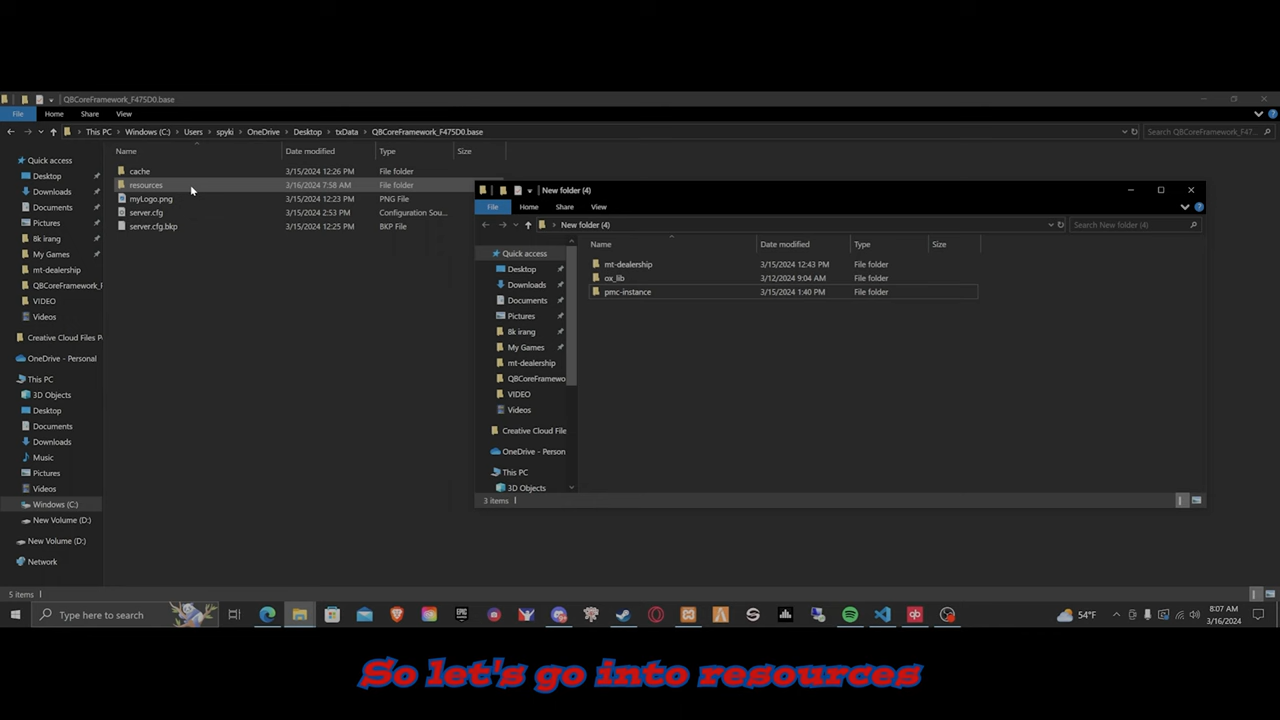 QBCoreFramework_F475D0.base
File Home Share View
This PC Windows (C:) Users spyki OneDrive Desktop txData QBCoreFramework_F475D0.base Search QBCoreFramework_F47...
Name Date modified Type Size
Quick access
Desktop
Downloads
Documents
Pictures
8k irang
My Games
mt-dealership
QBCoreFramework_F
VIDEO
Videos
Creative Cloud Files P
OneDrive - Personal
This PC
3D Objects
Desktop
Documents
Downloads
Music
Pictures
Videos
Windows (C:)
New Volume (D:)
New Volume (D:)
Network
cache 3/15/2024 12:26 PM File folder
resources 3/16/2024 7:58 AM File folder
myLogo.png 3/15/2024 12:23 PM PNG File
server.cfg 3/15/2024 2:53 PM Configuration Sou...
server.cfg.bkp 3/15/2024 12:25 PM BKP File
5 items
New folder (4)
File Home Share View
New folder (4) Search New folder (4)
Name Date modified Type Size
Quick access
Desktop
Downloads
Documents
Pictures
8k irang
My Games
mt-dealership
QBCoreFramewo
VIDEO
Videos
Creative Cloud File
OneDrive - Person
This PC
3D Objects
mt-dealership 3/15/2024 12:43 PM File folder
ox_lib 3/12/2024 9:04 AM File folder
pmc-instance 3/15/2024 1:40 PM File folder
3 items
Type here to search
EPIC
qb
54°F
8:07 AM
3/16/2024
So let's go into resources